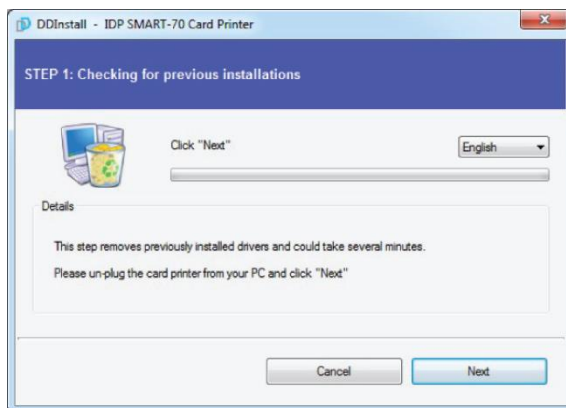 DDInstall - IDP SMART-70 Card Printer
STEP 1: Checking for previous installations
Click "Next"
English
Details
This step removes previously installed drivers and could take several minutes.
Please un-plug the card printer from your PC and click "Next"
Cancel
Next